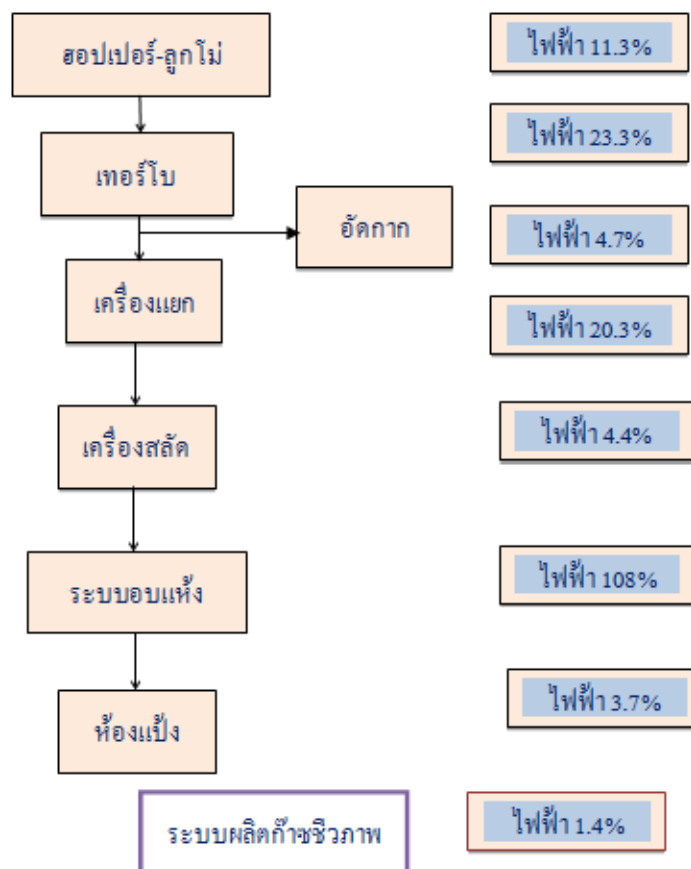 ฮอปเปอร์-ลูกโม่
ไฟฟ้า 11.3%
เทอร์โบ
ไฟฟ้า 23.3%
อัดกาก
ไฟฟ้า 4.7%
เครื่องแยก
ไฟฟ้า 20.3%
เครื่องสลัด
ไฟฟ้า 4.4%
ระบบอบแห้ง
ไฟฟ้า 108%
ห้องแป้ง
ไฟฟ้า 3.7%
ระบบผลิตก๊าซชีวภาพ
ไฟฟ้า 1.4%